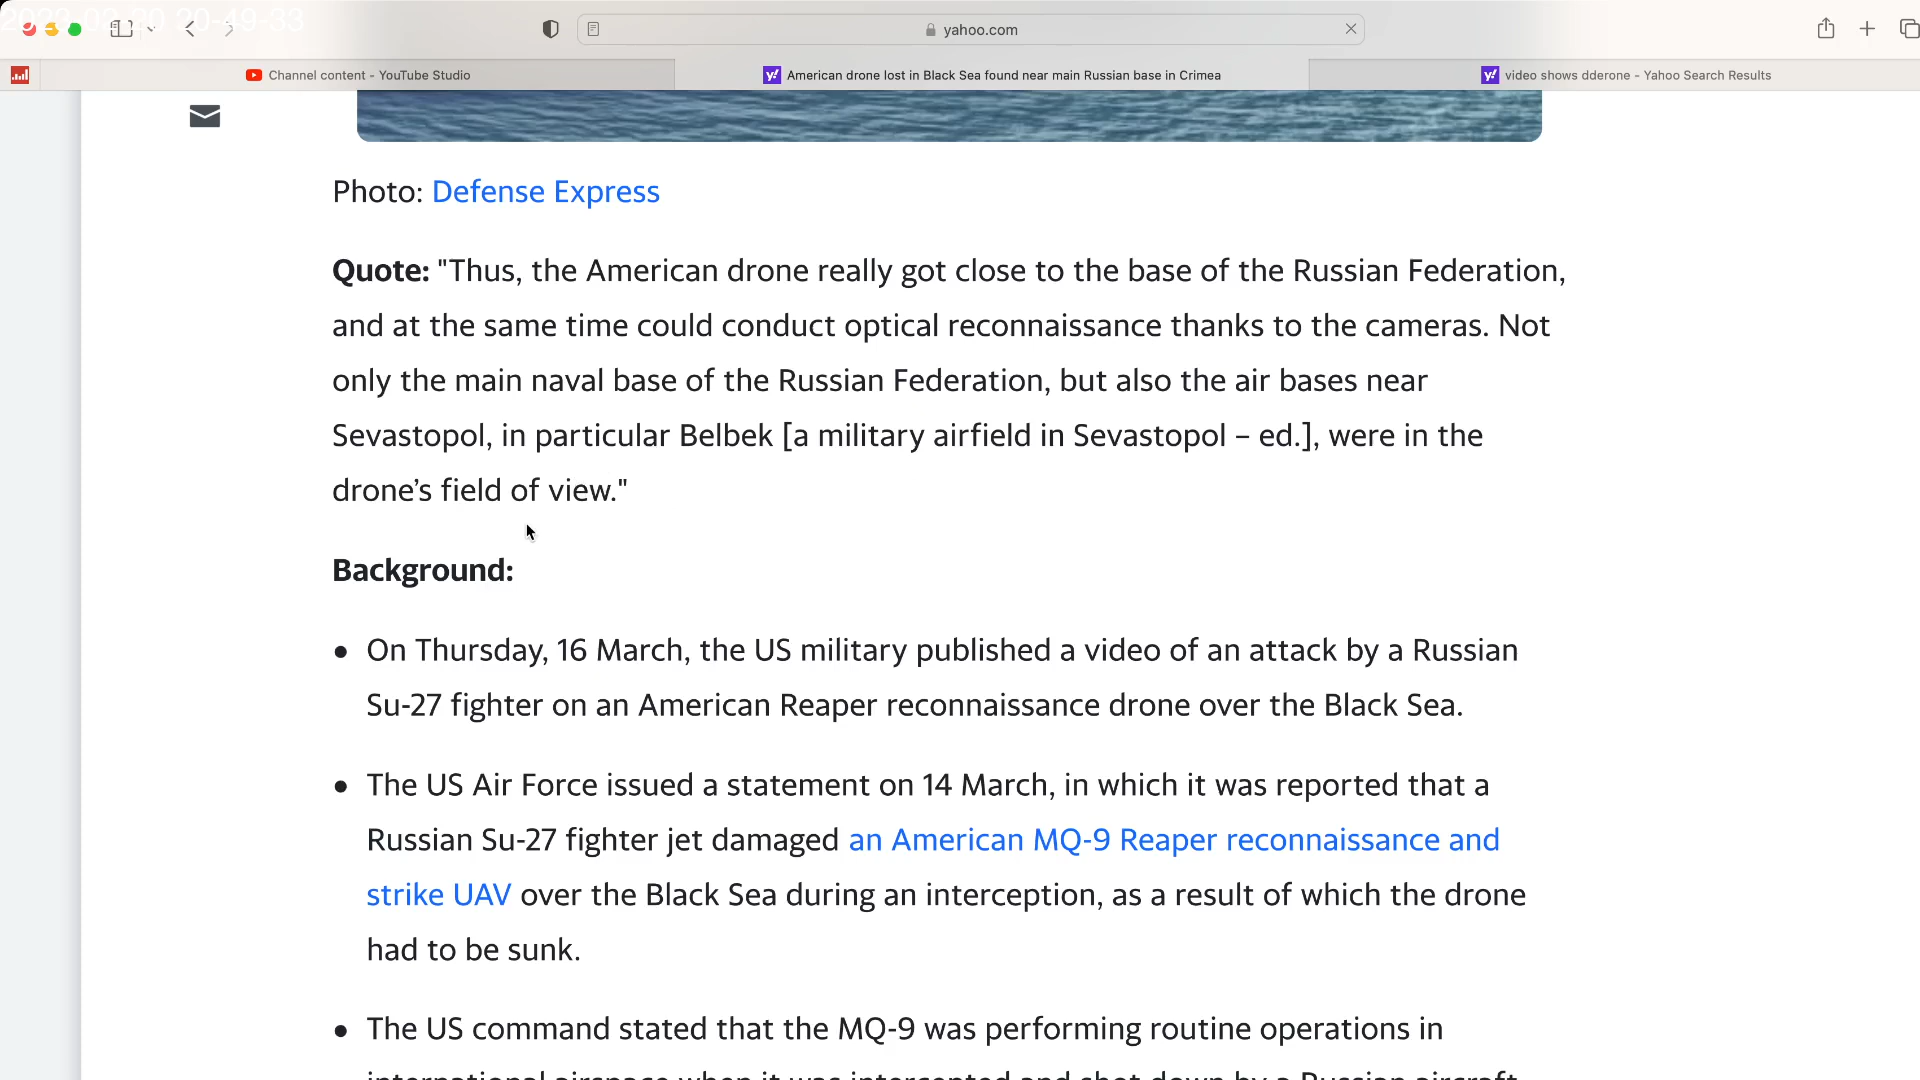 2023-03-20 20-49-33
yahoo.com
Channel content - YouTube Studio
American drone lost in Black Sea found near main Russian base in Crimea
video shows dderone - Yahoo Search Results
Photo: Defense Express
Quote: "Thus, the American drone really got close to the base of the Russian Federation,
and at the same time could conduct optical reconnaissance thanks to the cameras. Not
only the main naval base of the Russian Federation, but also the air bases near
Sevastopol, in particular Belbek [a military airfield in Sevastopol – ed.], were in the
drone’s field of view."
Background:
• On Thursday, 16 March, the US military published a video of an attack by a Russian
Su-27 fighter on an American Reaper reconnaissance drone over the Black Sea.
• The US Air Force issued a statement on 14 March, in which it was reported that a
Russian Su-27 fighter jet damaged an American MQ-9 Reaper reconnaissance and
strike UAV over the Black Sea during an interception, as a result of which the drone
had to be sunk.
• The US command stated that the MQ-9 was performing routine operations in
international airspace when it was intercepted and shot down by a Russian aircraft